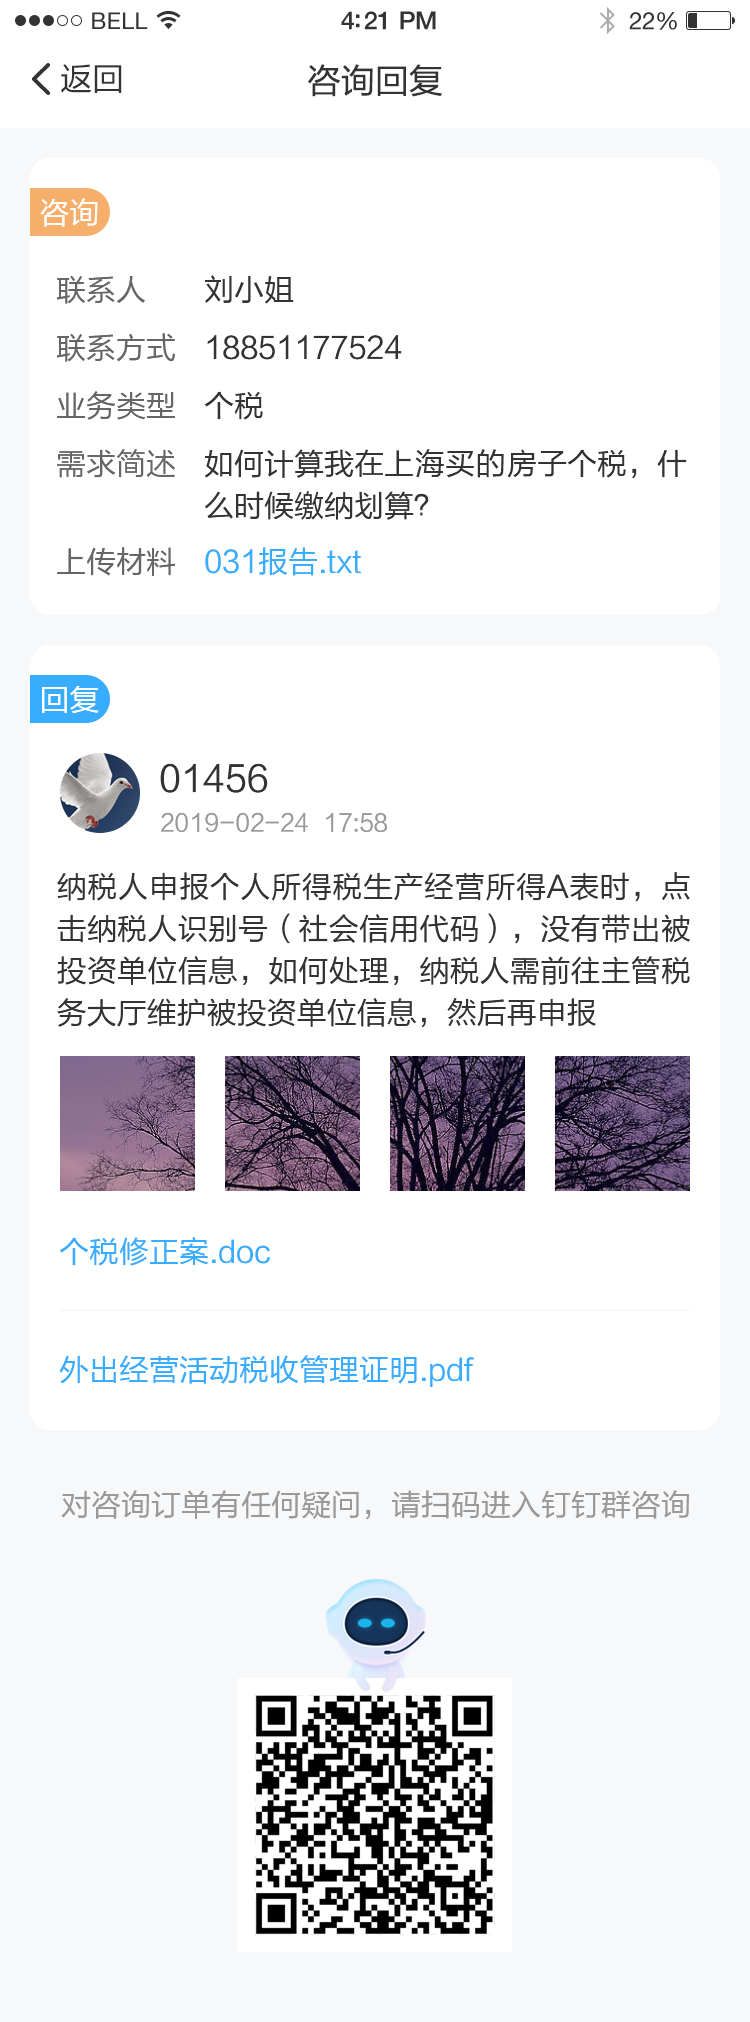 BELL 4:21 PM 22%
返回 咨询回复
咨询
联系人 刘小姐
联系方式 18851177524
业务类型 个税
需求简述 如何计算我在上海买的房子个税，什
么时候缴纳划算?
上传材料 031报告.txt
回复
01456
2019-02-24 17:58
纳税人申报个人所得税生产经营所得A表时，点
击纳税人识别号（社会信用代码），没有带出被
投资单位信息，如何处理，纳税人需前往主管税
务大厅维护被投资单位信息，然后再申报
个税修正案.doc
外出经营活动税收管理证明.pdf
对咨询订单有任何疑问，请扫码进入钉钉群咨询